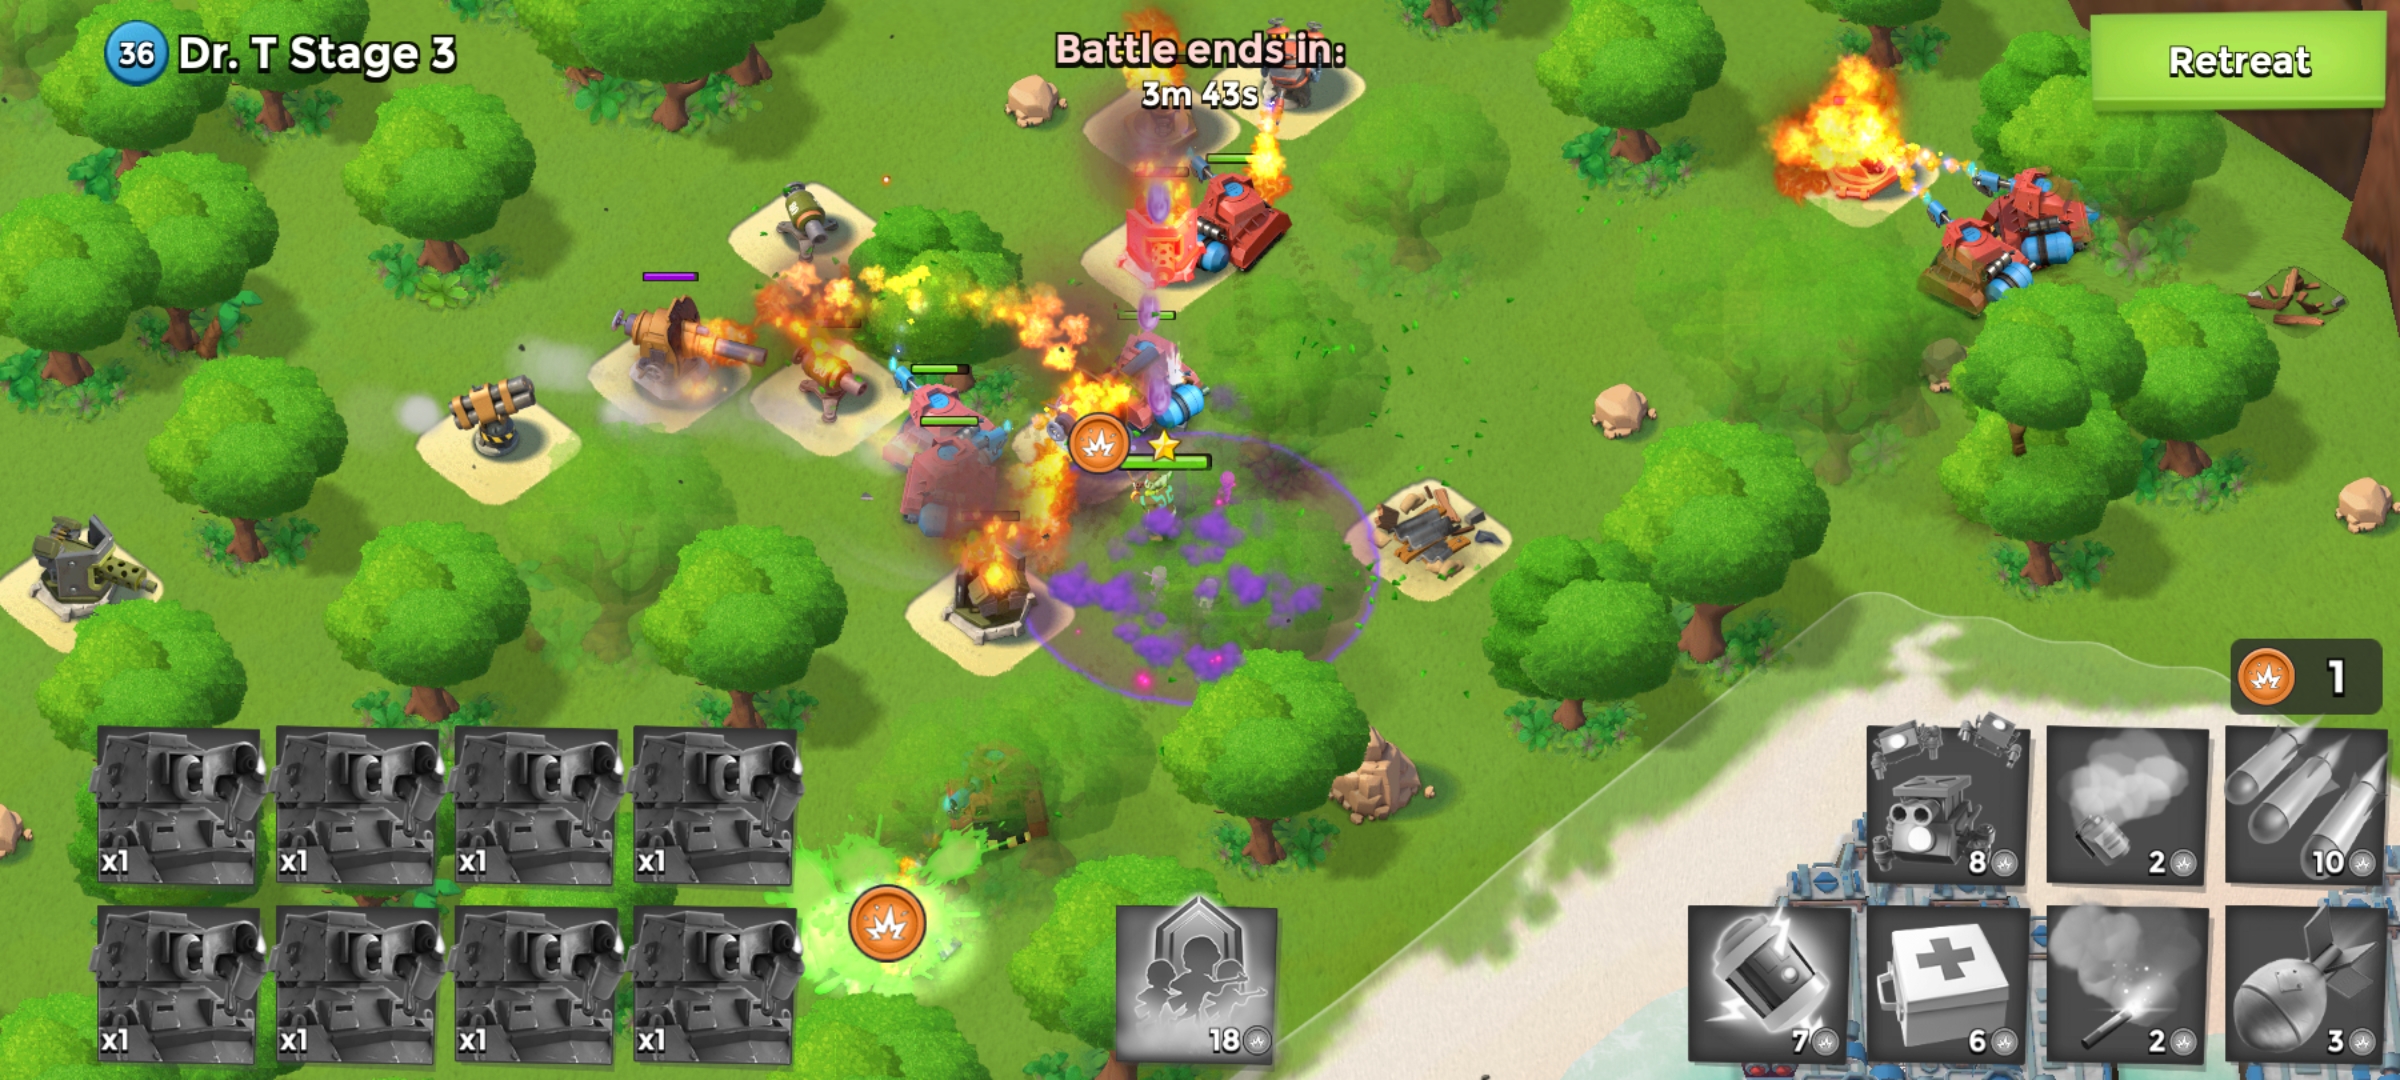 36 Dr. T Stage 3
Battle ends in:
3m 43s
Retreat
1
x1 x1 x1 x1
8 2 10
x1 x1 x1 x1
18
7 6 2 3